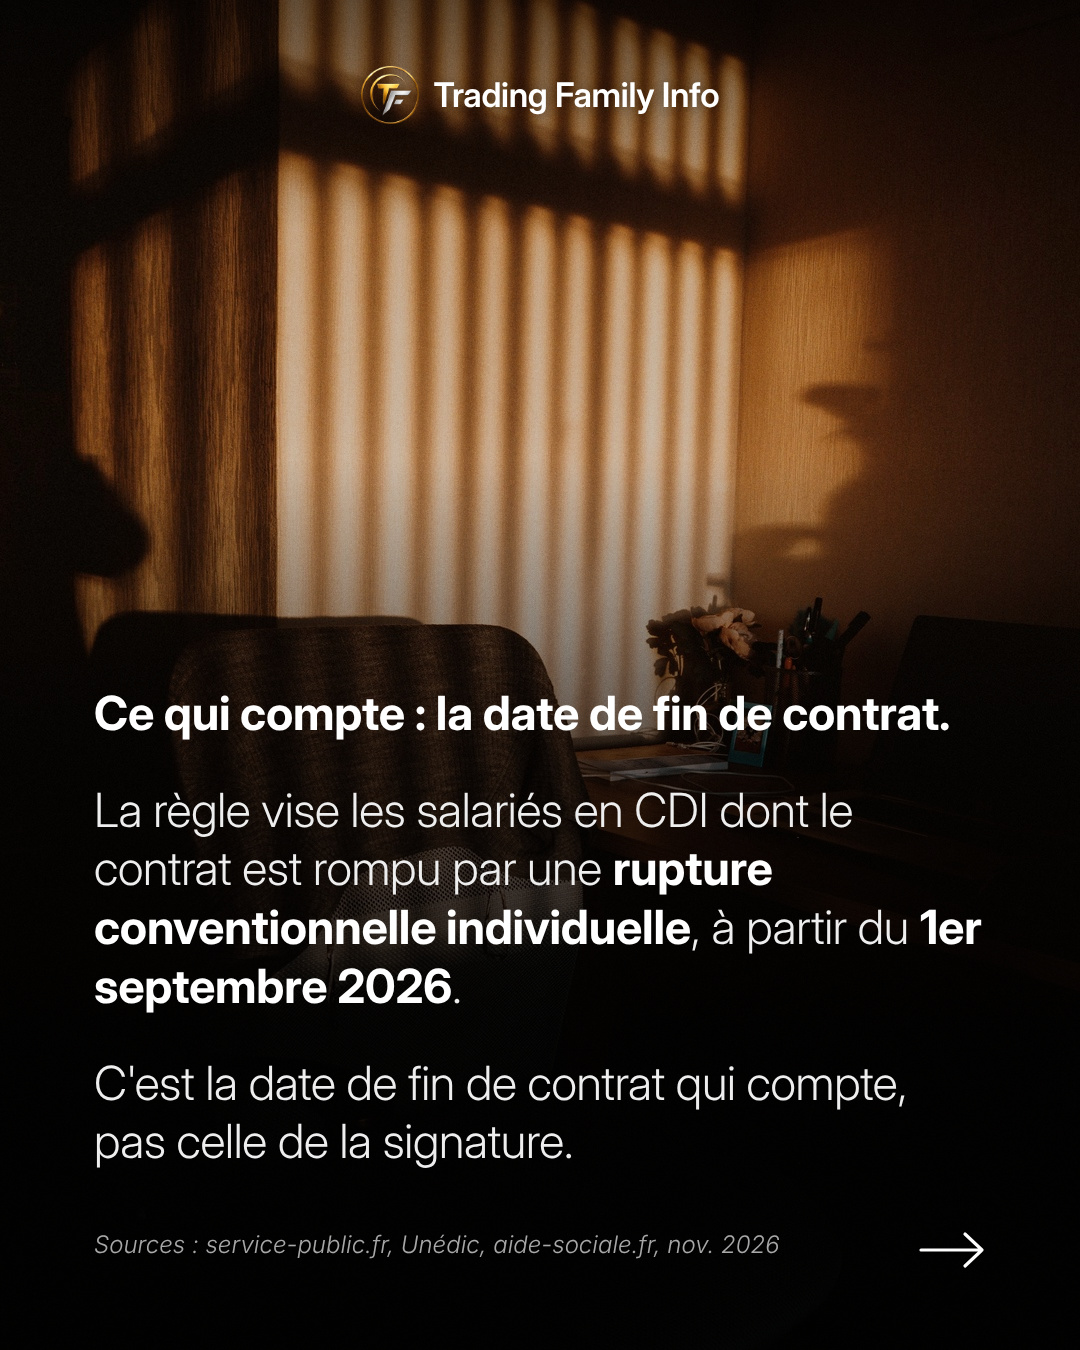 TF Trading Family Info
Ce qui compte : la date de fin de contrat.
La règle vise les salariés en CDI dont le
contrat est rompu par une rupture
conventionnelle individuelle, à partir du 1er
septembre 2026.
C'est la date de fin de contrat qui compte,
pas celle de la signature.
Sources : service-public.fr, Unédic, aide-sociale.fr, nov. 2026